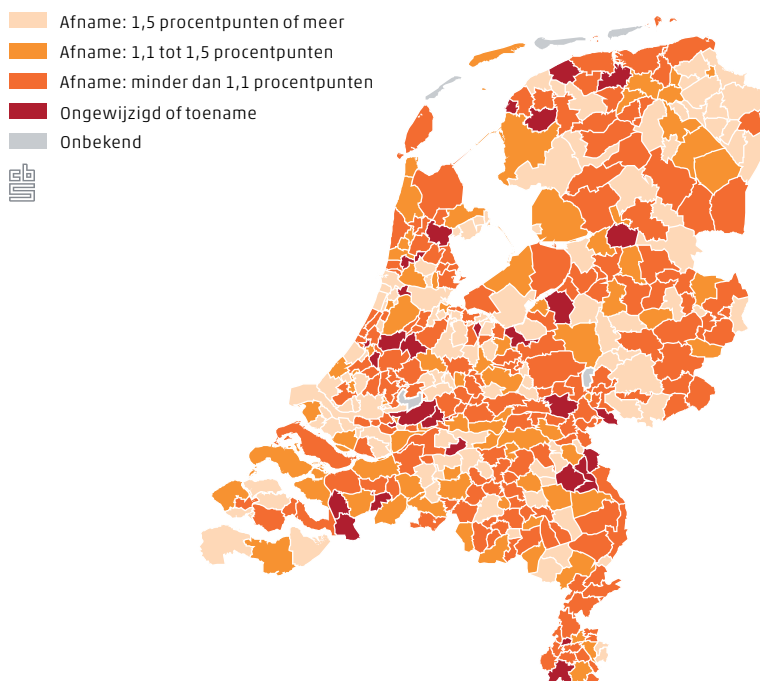 Afname: 1,5 procentpunten of meer
Afname: 1,1 tot 1,5 procentpunten
Afname: minder dan 1,1 procentpunten
Ongewijzigd of toename
Onbekend
cbs